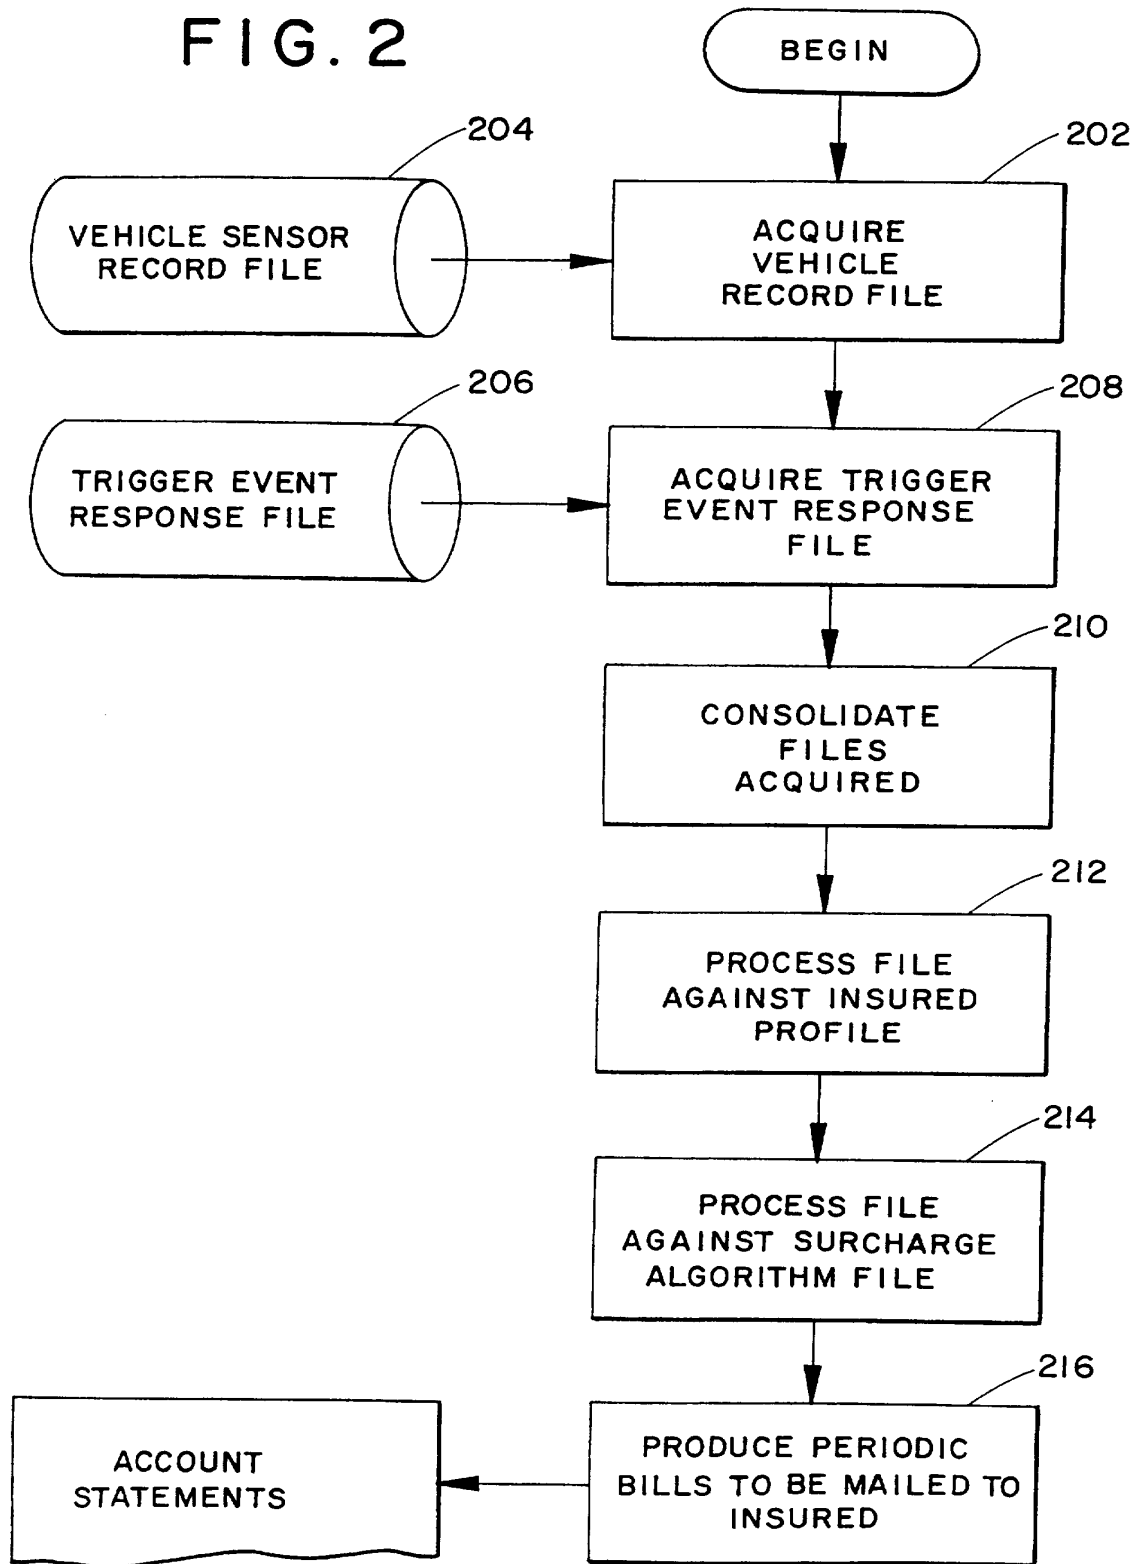 FIG. 2
BEGIN
204
202
VEHICLE SENSOR
RECORD FILE
ACQUIRE
VEHICLE
RECORD FILE
206
208
TRIGGER EVENT
RESPONSE FILE
ACQUIRE TRIGGER
EVENT RESPONSE
FILE
210
CONSOLIDATE
FILES
ACQUIRED
212
PROCESS FILE
AGAINST INSURED
PROFILE
214
PROCESS FILE
AGAINST SURCHARGE
ALGORITHM FILE
216
ACCOUNT
STATEMENTS
PRODUCE PERIODIC
BILLS TO BE MAILED TO
INSURED